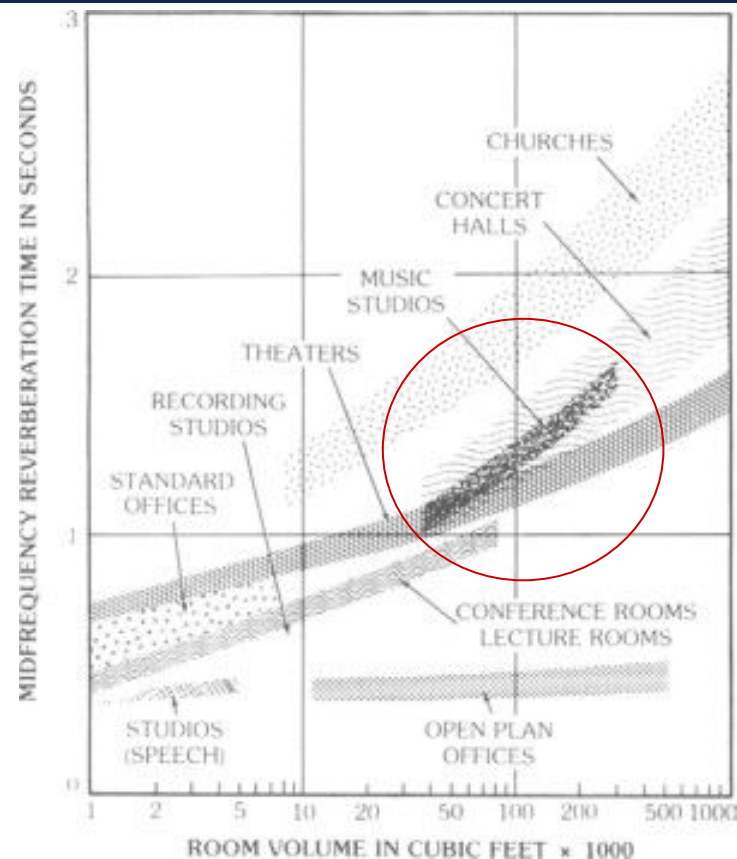 3
CHURCHES
CONCERT
HALLS
2
MUSIC
STUDIOS
THEATERS
RECORDING
STUDIOS
STANDARD
OFFICES
1
CONFERENCE ROOMS
LECTURE ROOMS
STUDIOS
(SPEECH)
OPEN PLAN
OFFICES
0
1 2 5 10 20 50 100 200 500 1000
ROOM VOLUME IN CUBIC FEET × 1000
MIDFREQUENCY REVERBERATION TIME IN SECONDS